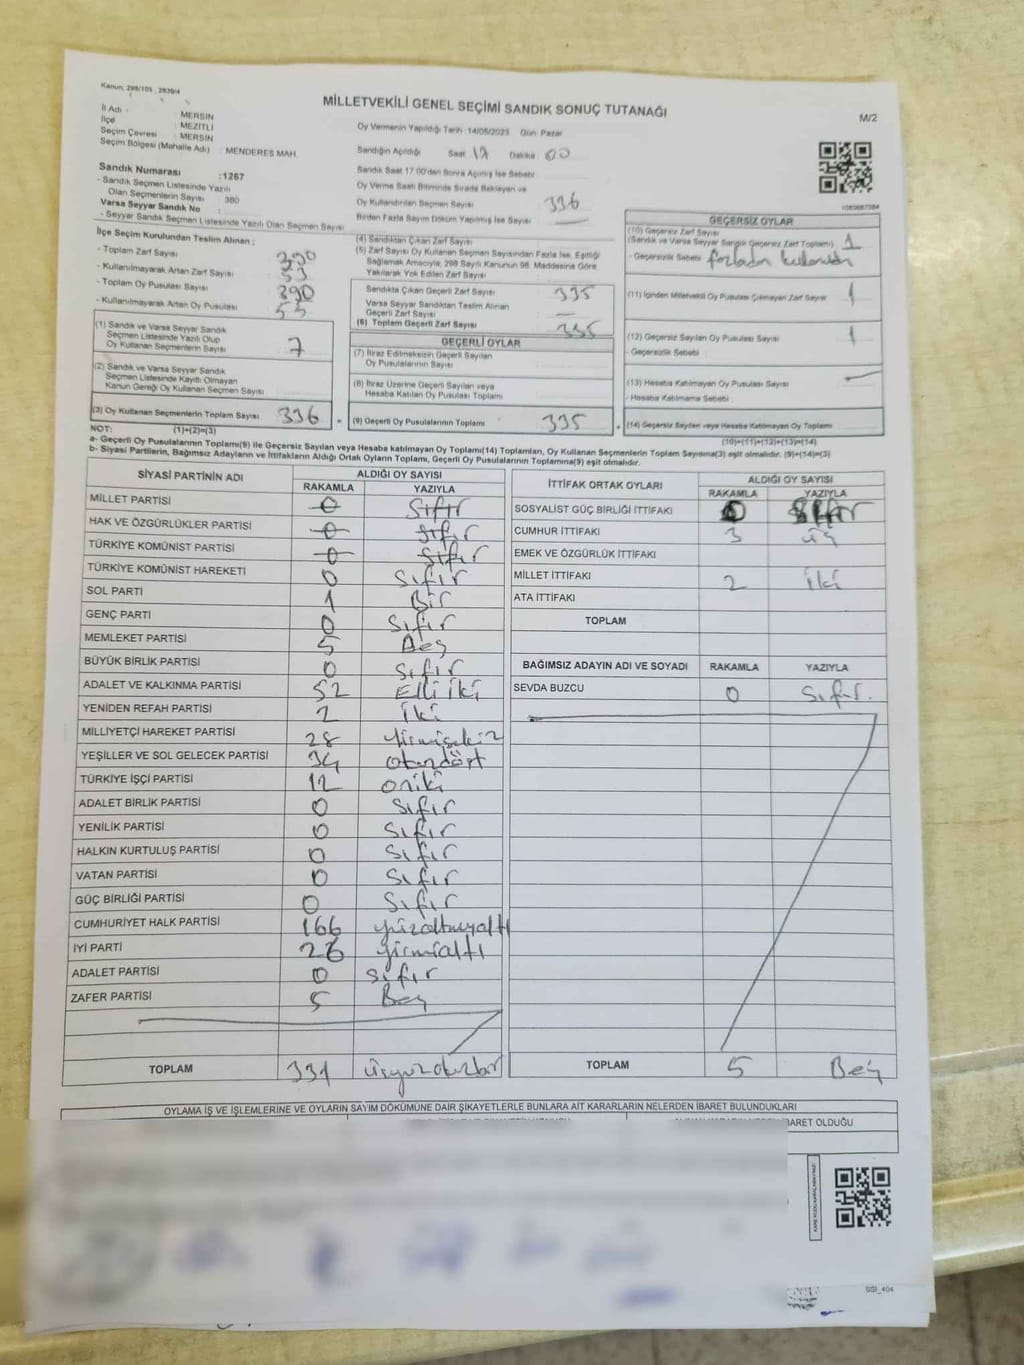 Kanun, 298/105 , 2839/4
MİLLETVEKİLİ GENEL SEÇİMİ SANDIK SONUÇ TUTANAĞI
M/2
İl Adı : MERSİN
İlçe : MEZİTLİ
Seçim Çevresi : MERSİN
Seçim Bölgesi (Mahalle Adı) : MENDERES MAH.
Oy Vermenin Yapıldığı Tarih :14/05/2023 Gün: Pazar
Sandığın Açıldığı Saat 17 Dakika 00
Sandık Saat 17.00'den Sonra Açılmış İse Sebebi
Oy Verme Saati Bitiminde Sırada Bekleyen ve
Oy Kullandırılan Seçmen Sayısı 336
Birden Fazla Sayım Döküm Yapılmış İse Sayısı
Sandık Numarası :1267
- Sandık Seçmen Listesinde Yazılı
Olan Seçmenlerin Sayısı 380
Varsa Seyyar Sandık No
- Seyyar Sandık Seçmen Listesinde Yazılı Olan Seçmen Sayısı
İlçe Seçim Kurulundan Teslim Alınan :
- Toplam Zarf Sayısı 390
- Kullanılmayarak Artan Zarf Sayısı 53
- Toplam Oy Pusulası 390
- Kullanılmayarak Artan Oy Pusulası 53
(1) Sandık ve Varsa Seyyar Sandık
Seçmen Listesinde Yazılı Olup
Oy Kullanan Seçmenlerin Sayısı 7
(2) Sandık ve Varsa Seyyar Sandık
Seçmen Listesinde Kayıtlı Olmayan
Kanun Gereği Oy Kullanan Seçmen Sayısı
(3) Oy Kullanan Seçmenlerin Toplam Sayısı 336
(4) Sandıktan Çıkan Zarf Sayısı
(5) Zarf Sayısı Oy Kullanan Seçmen Sayısından Fazla İse, Eşitliği
Sağlamak Amacıyla, 298 Sayılı Kanunun 98. Maddesine Göre
Yakılarak Yok Edilen Zarf Sayısı
Sandıkta Çıkan Geçerli Zarf Sayısı 335
Varsa Seyyar Sandıktan Teslim Alınan
Geçerli Zarf Sayısı
(6) Toplam Geçerli Zarf Sayısı 335
GEÇERLİ OYLAR
(7) İtiraz Edilmeksizin Geçerli Sayılan
Oy Pusulalarının Sayısı
(8) İtiraz Üzerine Geçerli Sayılan veya
Hesaba Katılan Oy Pusulası Toplamı
(9) Geçerli Oy Pusulalarının Toplamı 335
GEÇERSİZ OYLAR
(10) Geçersiz Zarf Sayısı
(Sandık ve Varsa Seyyar Sandık Geçersiz Zarf Toplamı) 1
- Geçersizlik Sebebi
(11) İçinden Milletvekili Oy Pusulası Çıkmayan Zarf Sayısı 1
(12) Geçersiz Sayılan Oy Pusulası Sayısı 1
- Geçersizlik Sebebi
(13) Hesaba Katılmayan Oy Pusulası Sayısı
- Hesaba Katılmama Sebebi
(14) Geçersiz Sayılan veya Hesaba Katılmayan Oy Toplamı
NOT: (1)+(2)=(3)
(10)+(11)+(12)+(13)=(14)
a- Geçerli Oy Pusulalarının Toplamı(9) ile Geçersiz Sayılan veya Hesaba katılmayan Oy Toplamı(14) Toplamları, Oy Kullanan Seçmenlerin Toplam Sayısına(3) eşit olmalıdır. (9)+(14)=(3)
b- Siyasi Partilerin, Bağımsız Adayların ve İttifakların Aldığı Ortak Oyların Toplamı, Geçerli Oy Pusulalarının Toplamına(9) eşit olmalıdır.
SİYASİ PARTİNİN ADI ALDIĞI OY SAYISI
RAKAMLA YAZIYLA
MİLLET PARTİSİ 0 Sıfır
HAK VE ÖZGÜRLÜKLER PARTİSİ 0 Sıfır
TÜRKİYE KOMÜNİST PARTİSİ 0 Sıfır
TÜRKİYE KOMÜNİST HAREKETİ 0 Sıfır
SOL PARTİ 1 Bir
GENÇ PARTİ 0 Sıfır
MEMLEKET PARTİSİ 5 Beş
BÜYÜK BİRLİK PARTİSİ 0 Sıfır
ADALET VE KALKINMA PARTİSİ 52 Elli iki
YENİDEN REFAH PARTİSİ 2 iki
MİLLİYETÇİ HAREKET PARTİSİ 28 yirmisekiz
YEŞİLLER VE SOL GELECEK PARTİSİ 34 otuzdört
TÜRKİYE İŞÇİ PARTİSİ 12 oniki
ADALET BİRLİK PARTİSİ 0 Sıfır
YENİLİK PARTİSİ 0 Sıfır
HALKIN KURTULUŞ PARTİSİ 0 Sıfır
VATAN PARTİSİ 0 Sıfır
GÜÇ BİRLİĞİ PARTİSİ 0 Sıfır
CUMHURİYET HALK PARTİSİ 166 yüzaltmışaltı
İYİ PARTİ 26 yirmialtı
ADALET PARTİSİ 0 sıfır
ZAFER PARTİSİ 5 Beş
TOPLAM 331 üçyüzotuzbir
İTTİFAK ORTAK OYLARI ALDIĞI OY SAYISI
RAKAMLA YAZIYLA
SOSYALİST GÜÇ BİRLİĞİ İTTİFAKI 0 Sıfır
CUMHUR İTTİFAKI 3 üç
EMEK VE ÖZGÜRLÜK İTTİFAKI
MİLLET İTTİFAKI 2 iki
ATA İTTİFAKI
TOPLAM
BAĞIMSIZ ADAYIN ADI VE SOYADI RAKAMLA YAZIYLA
SEVDA BUZCU 0 Sıfır.
TOPLAM 5 Beş
OYLAMA İŞ VE İŞLEMLERİNE VE OYLARIN SAYIM DÖKÜMÜNE DAİR ŞİKAYETLERLE BUNLARA AİT KARARLARIN NELERDEN İBARET BULUNDUKLARI
İBARET OLDUĞU
SSI_404